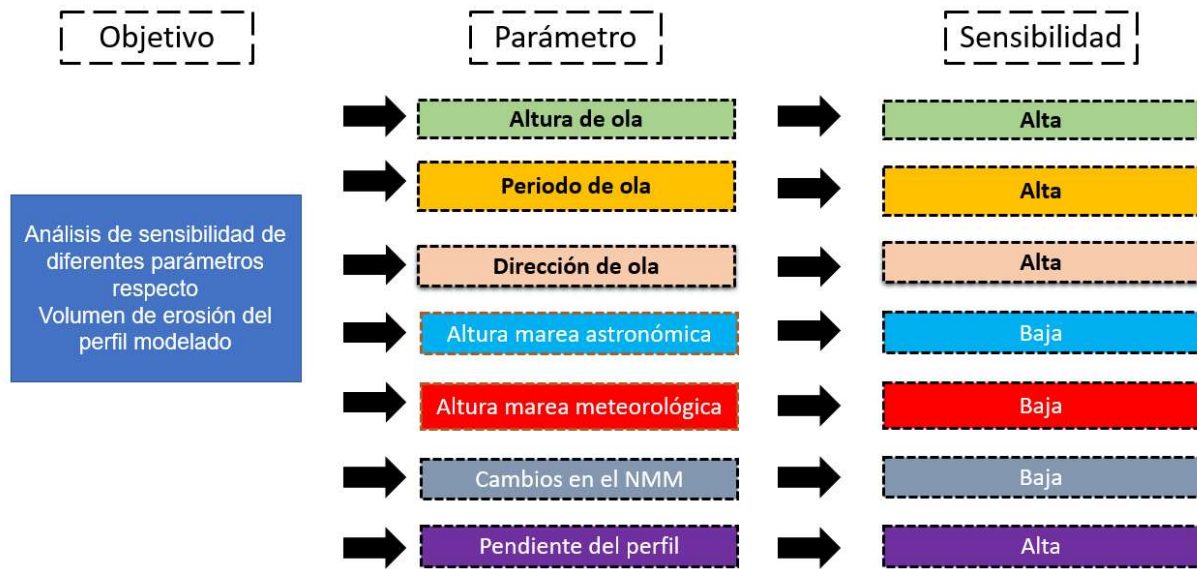 Objetivo
Parámetro
Sensibilidad
Análisis de sensibilidad de
diferentes parámetros
respecto
Volumen de erosión del
perfil modelado
Altura de ola
Alta
Periodo de ola
Alta
Dirección de ola
Alta
Altura marea astronómica
Baja
Altura marea meteorológica
Baja
Cambios en el NMM
Baja
Pendiente del perfil
Alta